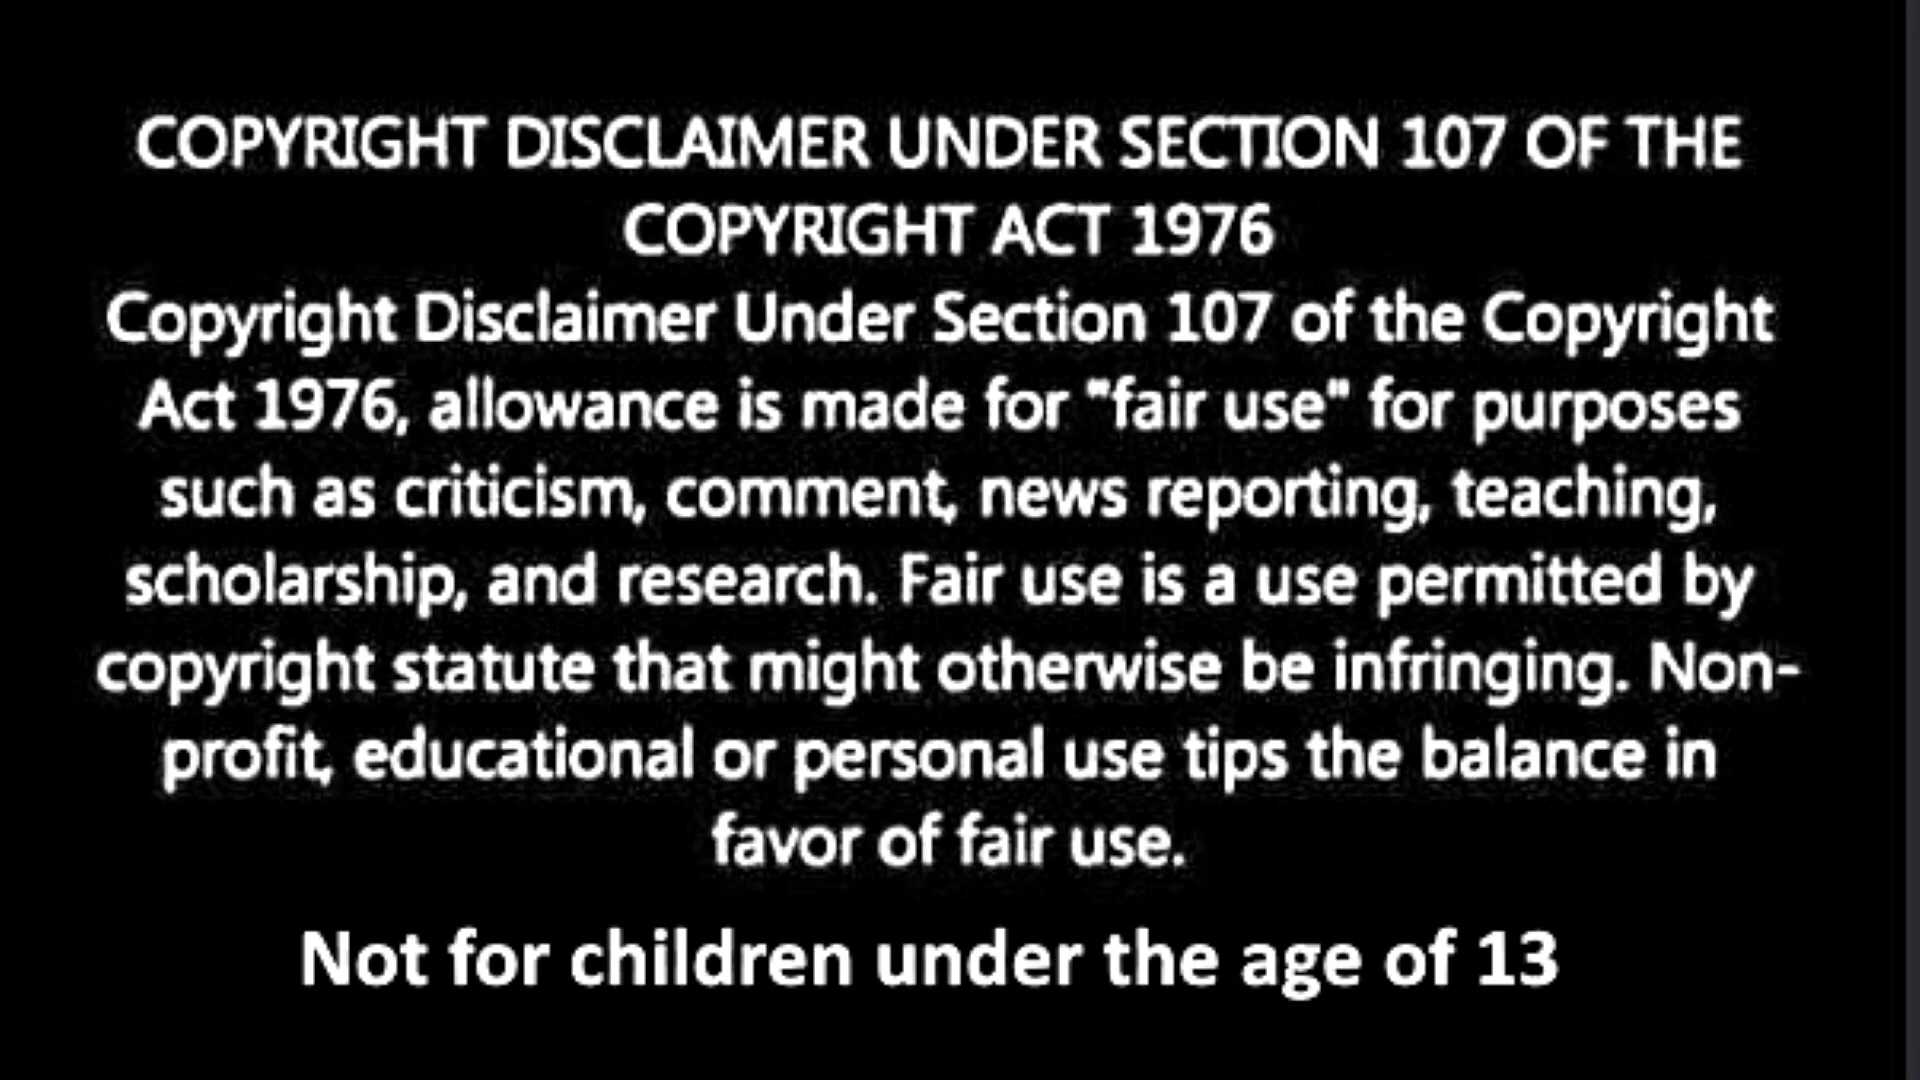 COPYRIGHT DISCLAIMER UNDER SECTION 107 OF THE
COPYRIGHT ACT 1976
Copyright Disclaimer Under Section 107 of the Copyright
Act 1976, allowance is made for "fair use" for purposes
such as criticism, comment, news reporting, teaching,
scholarship, and research. Fair use is a use permitted by
copyright statute that might otherwise be infringing. Non-
profit, educational or personal use tips the balance in
favor of fair use.
Not for children under the age of 13